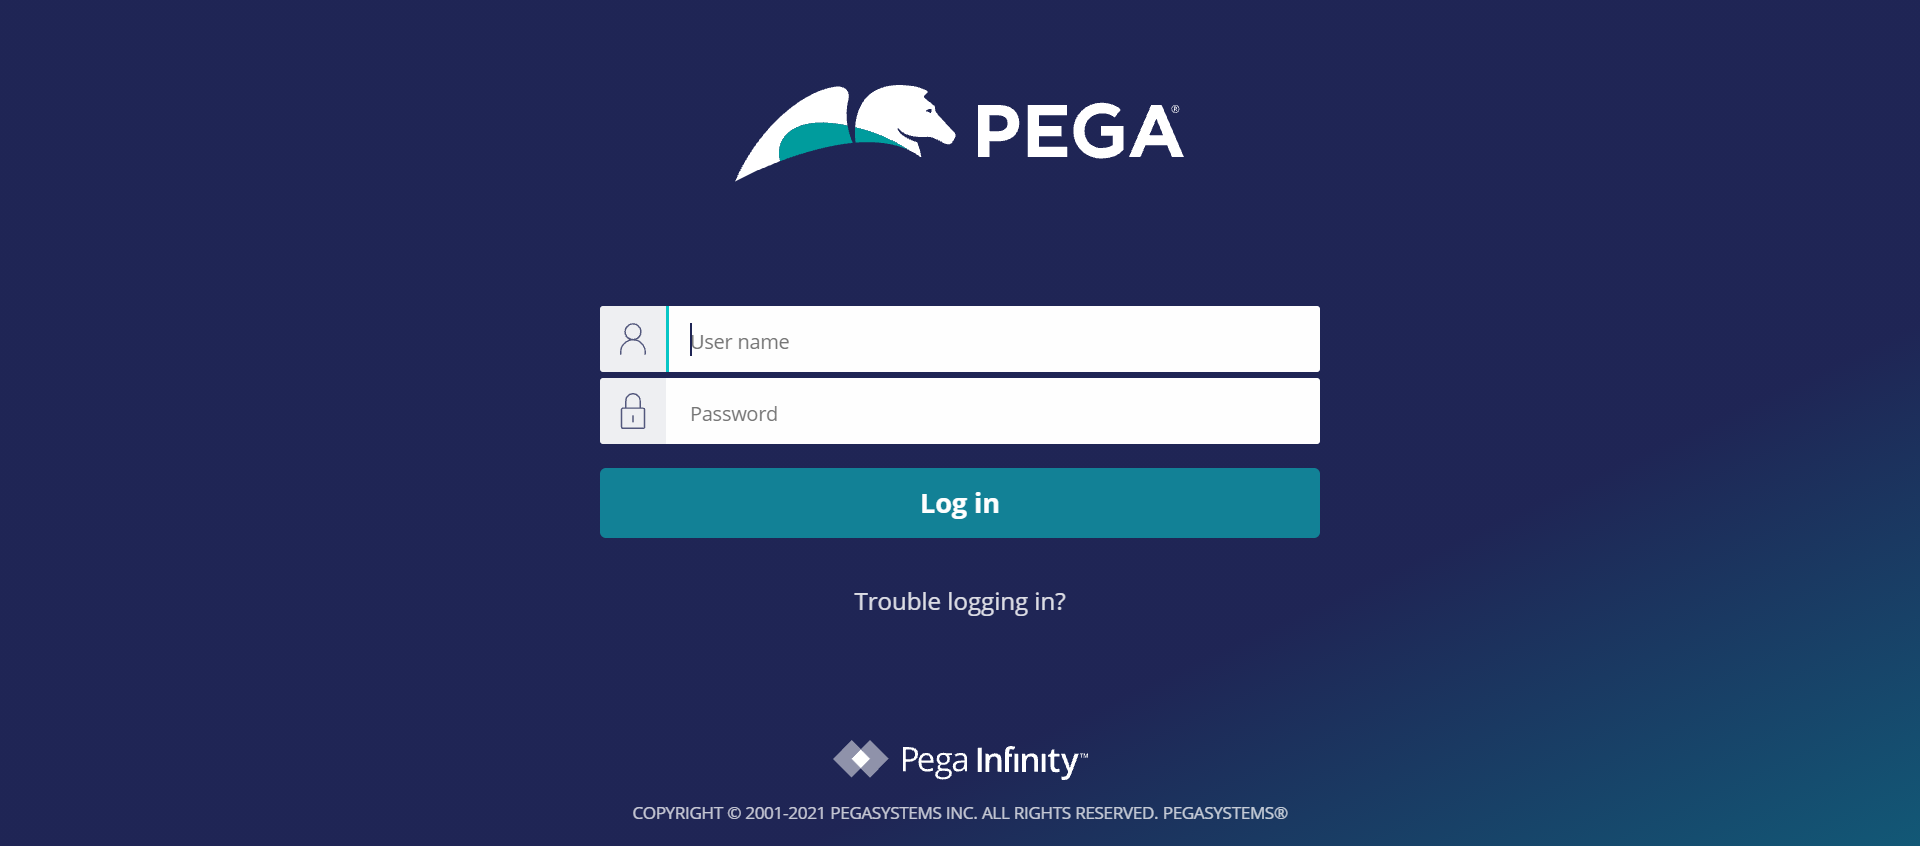 PEGA®
User name
Password
Log in
Trouble logging in?
Pega Infinity™
COPYRIGHT © 2001-2021 PEGASYSTEMS INC. ALL RIGHTS RESERVED. PEGASYSTEMS®